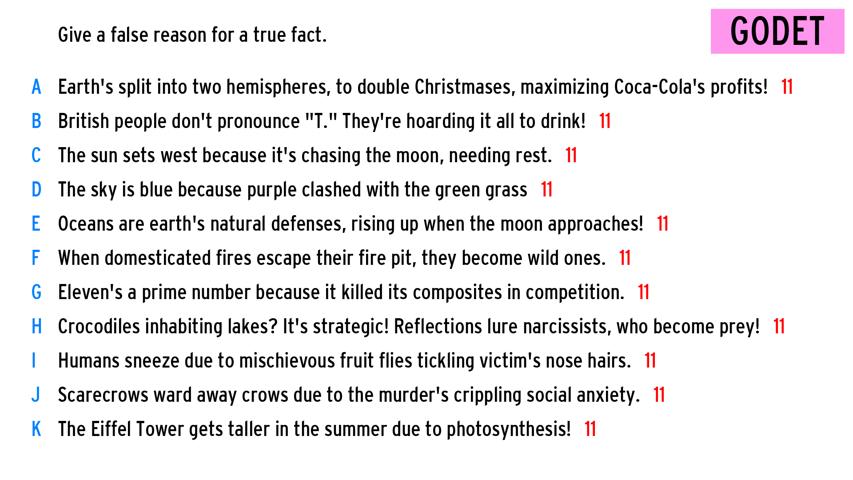 Give a false reason for a true fact.
GODET
A Earth's split into two hemispheres, to double Christmases, maximizing Coca-Cola's profits! 11
B British people don't pronounce "T." They're hoarding it all to drink! 11
C The sun sets west because it's chasing the moon, needing rest. 11
D The sky is blue because purple clashed with the green grass 11
E Oceans are earth's natural defenses, rising up when the moon approaches! 11
F When domesticated fires escape their fire pit, they become wild ones. 11
G Eleven's a prime number because it killed its composites in competition. 11
H Crocodiles inhabiting lakes? It's strategic! Reflections lure narcissists, who become prey! 11
I Humans sneeze due to mischievous fruit flies tickling victim's nose hairs. 11
J Scarecrows ward away crows due to the murder's crippling social anxiety. 11
K The Eiffel Tower gets taller in the summer due to photosynthesis! 11